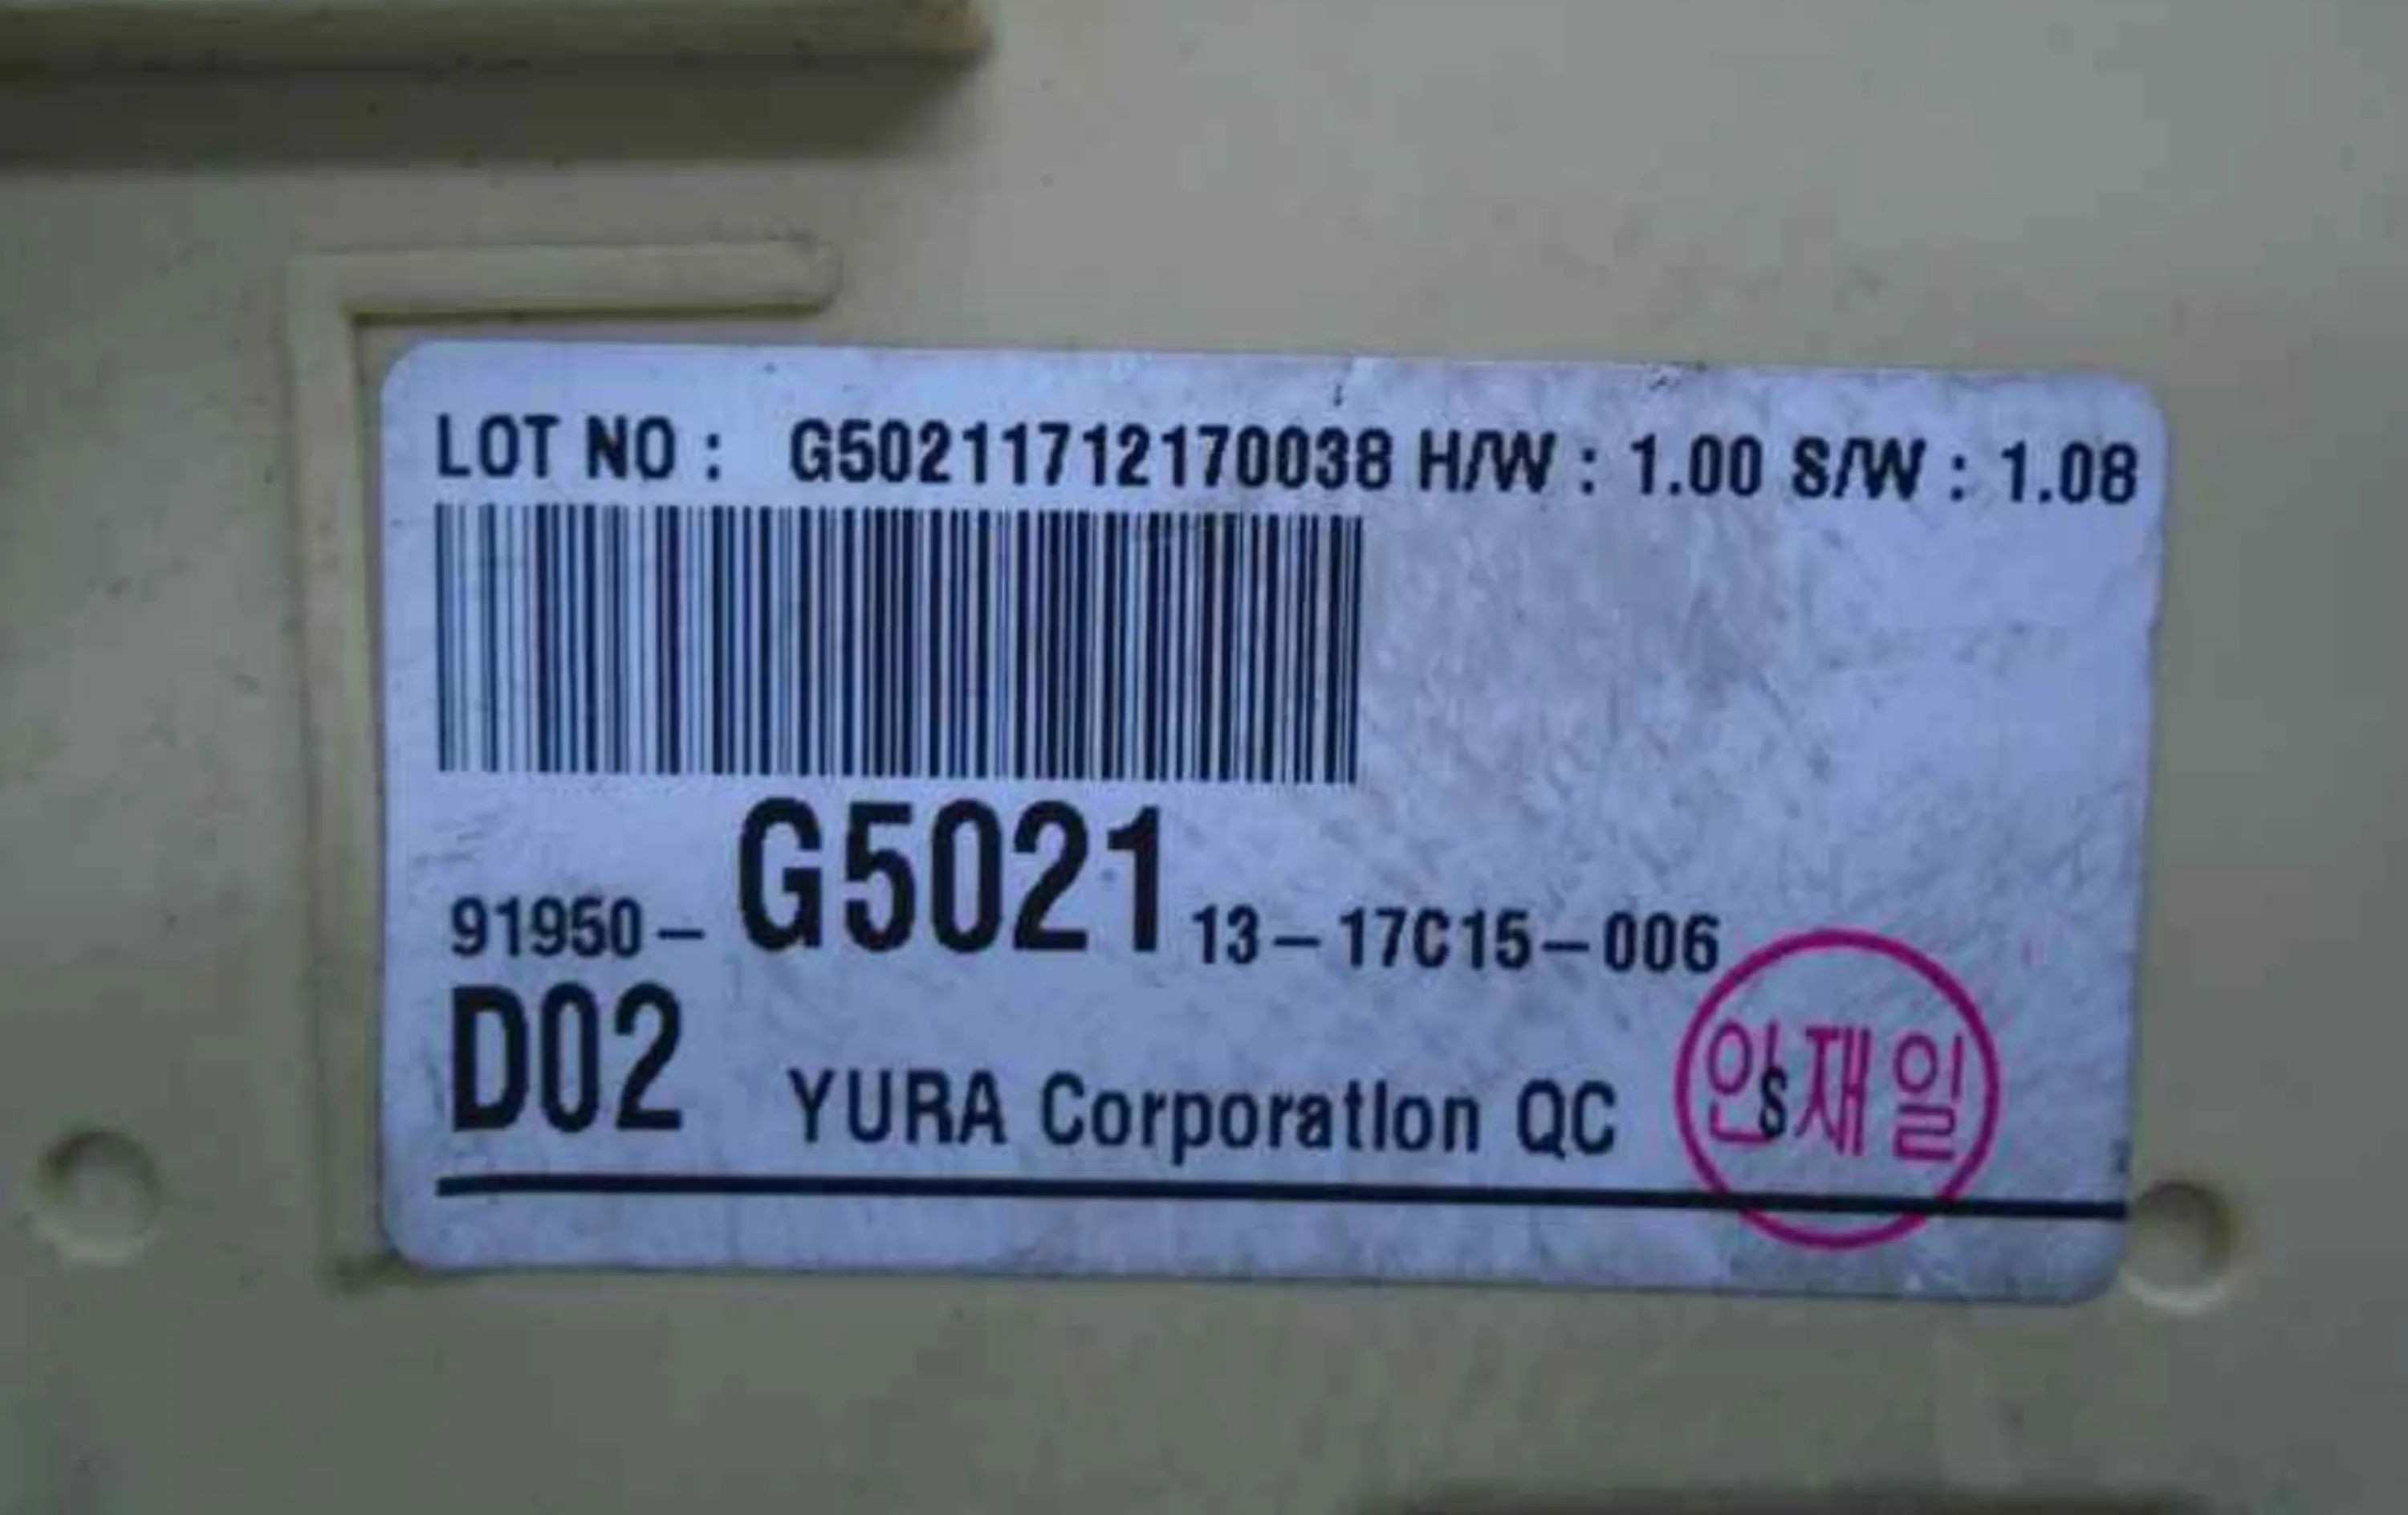 LOT NO : G50211712170038 H/W : 1.00 S/W : 1.08
91950- G5021 13-17C15-006
D02 YURA Corporation QC S
안재일